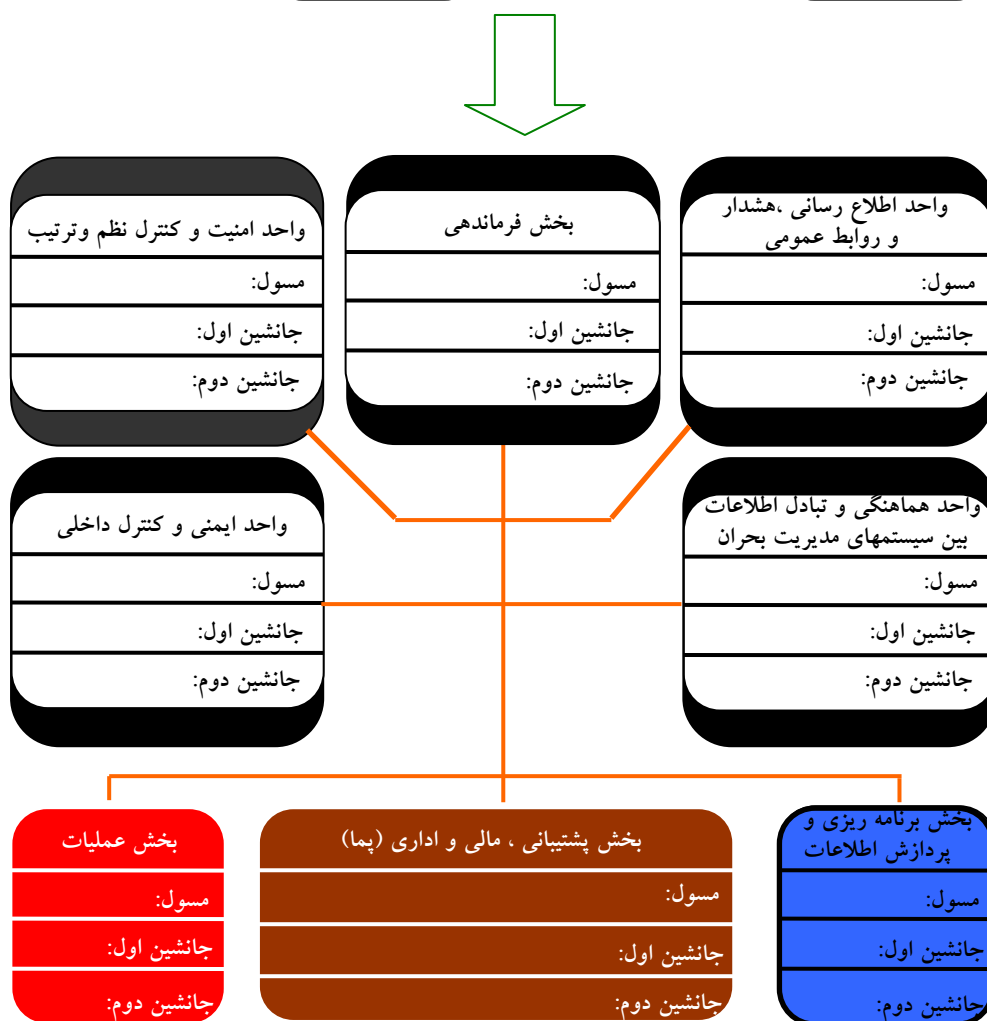 واحد اطلاع رسانی ،هشدار
و روابط عمومی
مسول:
جانشین اول:
جانشین دوم:
بخش فرماندهی
مسول:
جانشین اول:
جانشین دوم:
واحد امنیت و کنترل نظم وترتیب
مسول:
جانشین اول:
جانشین دوم:
واحد هماهنگی و تبادل اطلاعات
بین سیستمهای مدیریت بحران
مسول:
جانشین اول:
جانشین دوم:
واحد ایمنی و کنترل داخلی
مسول:
جانشین اول:
جانشین دوم:
بخش برنامه ریزی و
پردازش اطلاعات
مسول:
جانشین اول:
جانشین دوم:
بخش پشتیبانی ، مالی و اداری (پما)
مسول:
جانشین اول:
جانشین دوم:
بخش عملیات
مسول:
جانشین اول:
جانشین دوم: